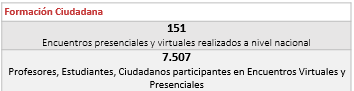 Formación Ciudadana
151
Encuentros presenciales y virtuales realizados a nivel nacional
7.507
Profesores, Estudiantes, Ciudadanos participantes en Encuentros Virtuales y
Presenciales